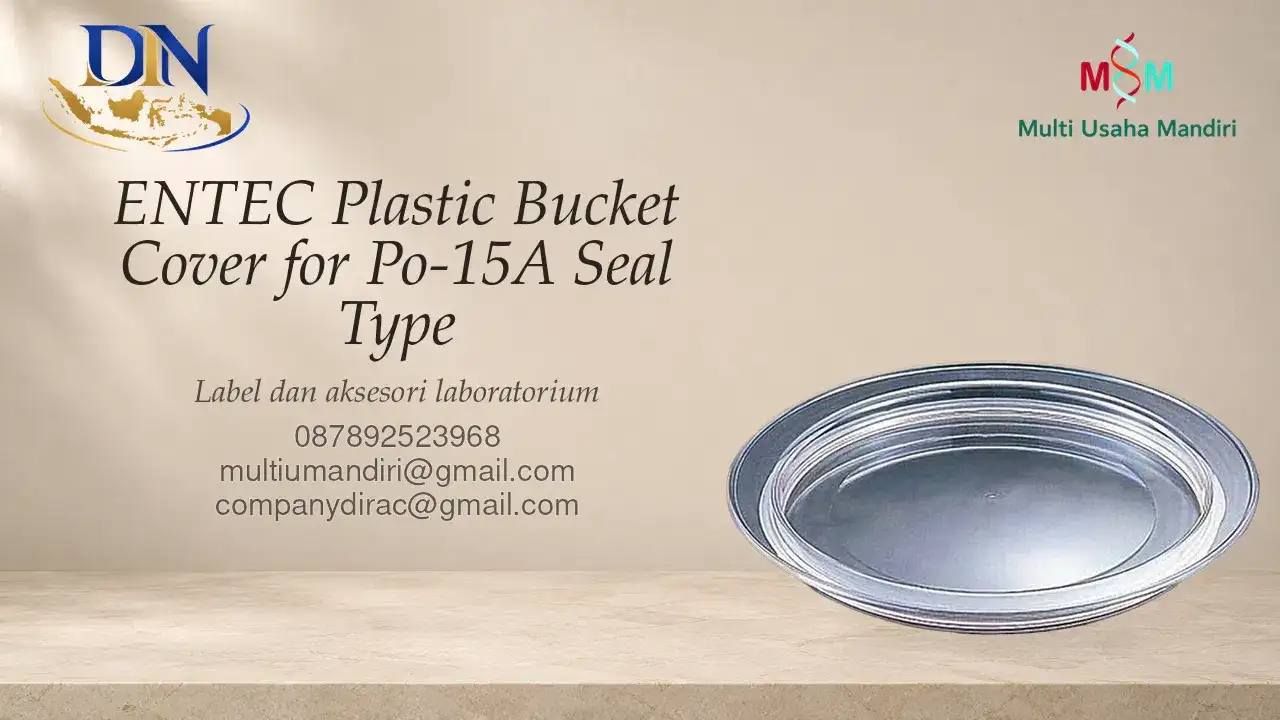 DIN
M M
Multi Usaha Mandiri
ENTEC Plastic Bucket
Cover for Po-15A Seal
Type
Label dan aksesori laboratorium
087892523968
multiumandiri@gmail.com
companydirac@gmail.com